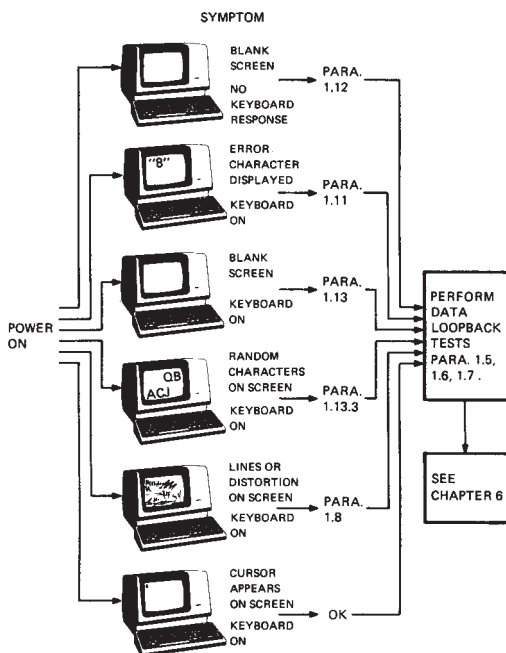 SYMPTOM
BLANK
SCREEN
NO
KEYBOARD
RESPONSE
PARA.
1.12
"8"
ERROR
CHARACTER
DISPLAYED
KEYBOARD
ON
PARA.
1.11
BLANK
SCREEN
KEYBOARD
ON
PARA.
1.13
POWER
ON
QB
ACJ
RANDOM
CHARACTERS
ON SCREEN
KEYBOARD
ON
PARA.
1.13.3
LINES OR
DISTORTION
ON SCREEN
KEYBOARD
ON
PARA.
1.8
CURSOR
APPEARS
ON SCREEN
KEYBOARD
ON
OK
PERFORM
DATA
LOOPBACK
TESTS
PARA. 1.5,
1.6, 1.7 .
SEE
CHAPTER 6